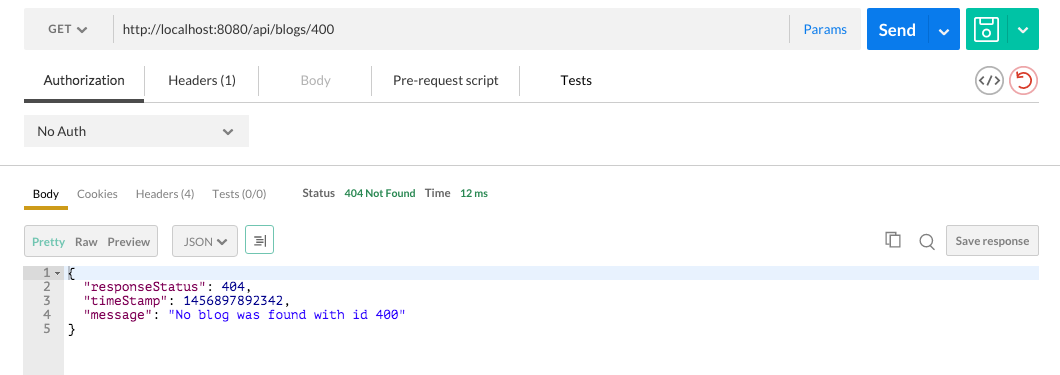 GET http://localhost:8080/api/blogs/400 Params Send
Authorization Headers (1) Body Pre-request script Tests
No Auth
Body Cookies Headers (4) Tests (0/0) Status 404 Not Found Time 12 ms
Pretty Raw Preview JSON Save response
1 {
2 "responseStatus": 404,
3 "timeStamp": 1456897892342,
4 "message": "No blog was found with id 400"
5 }